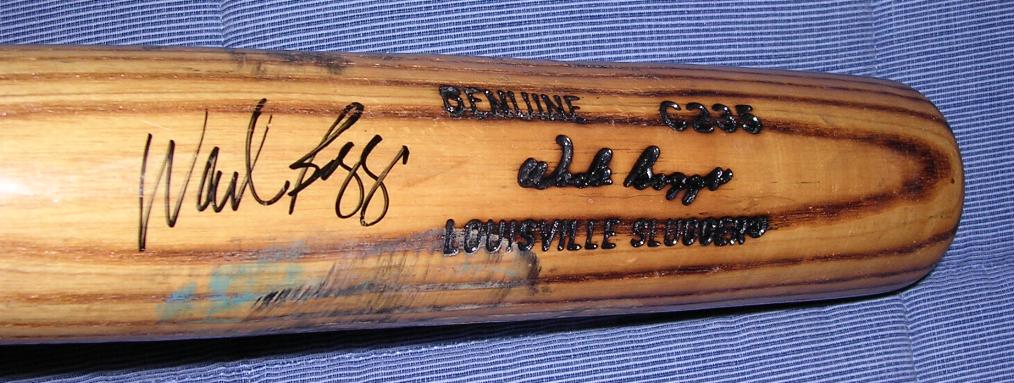 Wade Boggs
GENUINE C235
Wade Boggs
LOUISVILLE SLUGGER